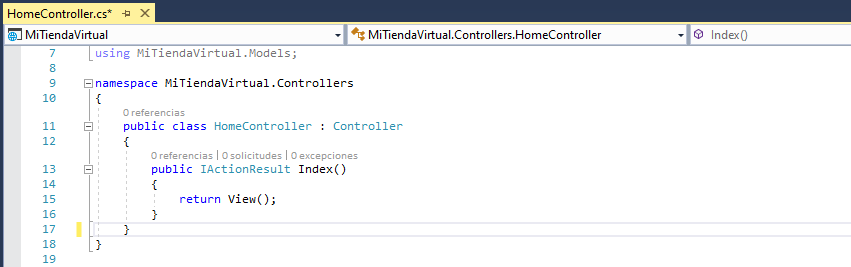 HomeController.cs*
MiTiendaVirtual MiTiendaVirtual.Controllers.HomeController Index()
7 using MiTiendaVirtual.Models;
8
9 namespace MiTiendaVirtual.Controllers
10 {
0 referencias
11 public class HomeController : Controller
12 {
0 referencias | 0 solicitudes | 0 excepciones
13 public IActionResult Index()
14 {
15 return View();
16 }
17 }
18 }
19